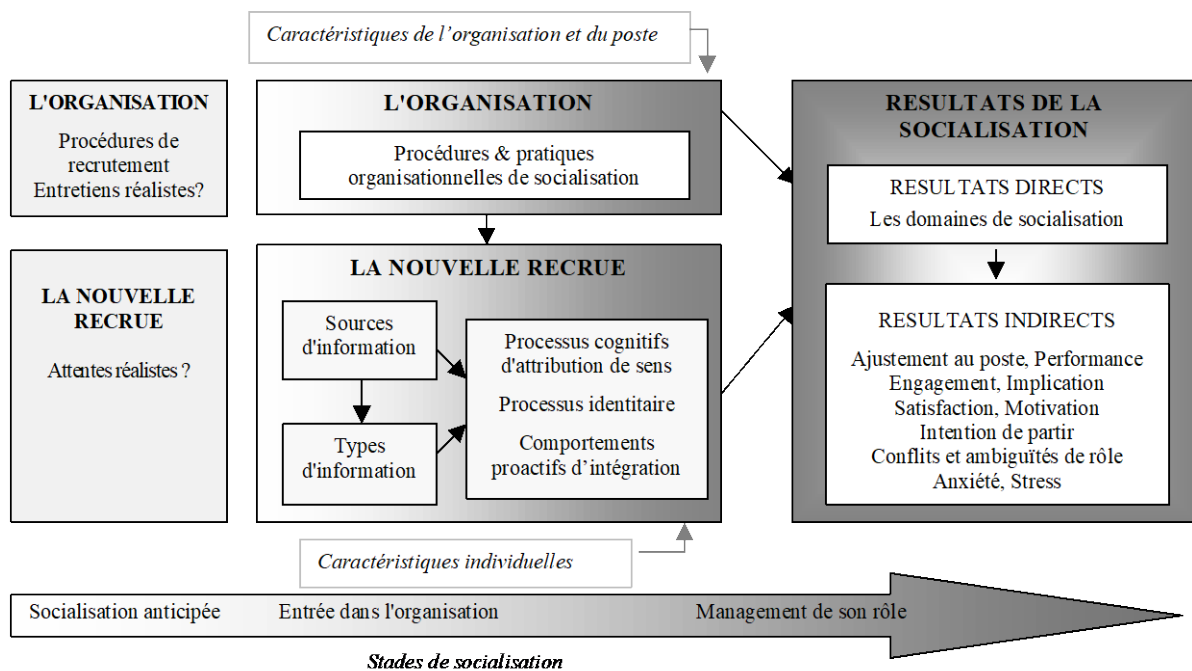 Caractéristiques de l'organisation et du poste
L'ORGANISATION
Procédures de
recrutement
Entretiens réalistes?
L'ORGANISATION
Procédures & pratiques
organisationnelles de socialisation
RESULTATS DE LA
SOCIALISATION
RESULTATS DIRECTS
Les domaines de socialisation
LA NOUVELLE
RECRUE
Attentes réalistes ?
LA NOUVELLE RECRUE
Sources
d'information
Types
d'information
Processus cognitifs
d'attribution de sens
Processus identitaire
Comportements
proactifs d’intégration
RESULTATS INDIRECTS
Ajustement au poste, Performance
Engagement, Implication
Satisfaction, Motivation
Intention de partir
Conflits et ambiguïtés de rôle
Anxiété, Stress
Caractéristiques individuelles
Socialisation anticipée
Entrée dans l'organisation
Management de son rôle
Stades de socialisation